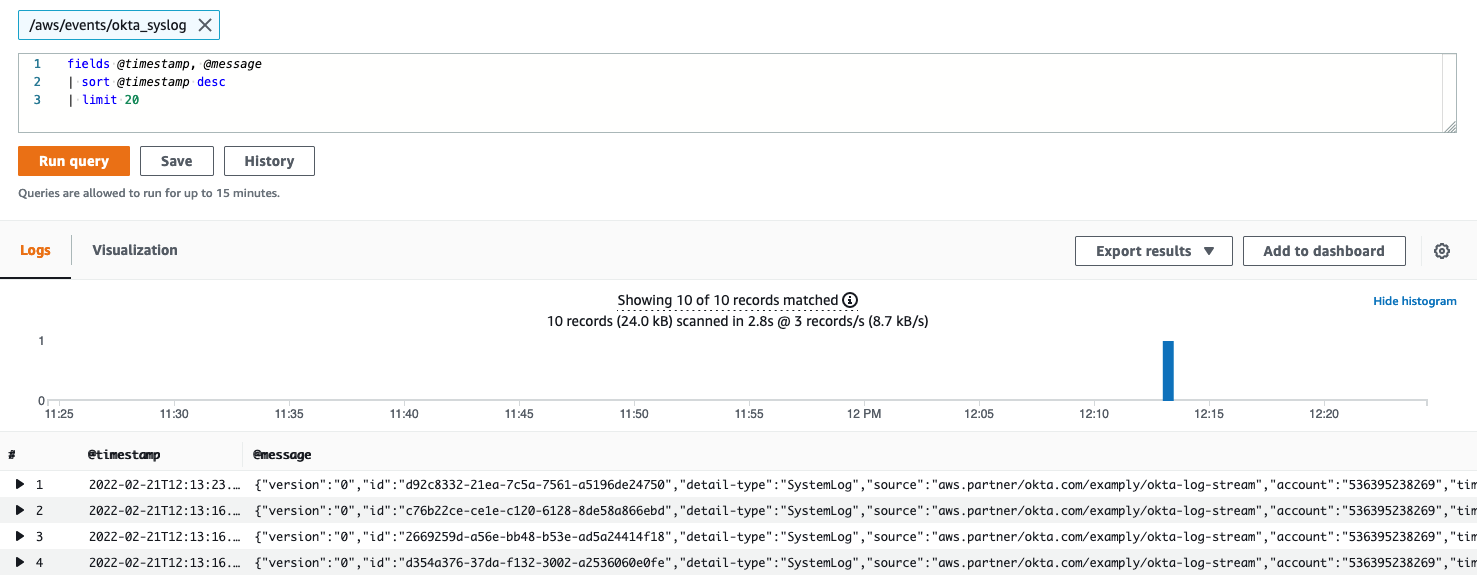 /aws/events/okta_syslog
1 fields @timestamp, @message
2 | sort @timestamp desc
3 | limit 20
Run query Save History
Queries are allowed to run for up to 15 minutes.
Logs Visualization Export results Add to dashboard
Showing 10 of 10 records matched
Hide histogram
10 records (24.0 kB) scanned in 2.8s @ 3 records/s (8.7 kB/s)
1
0
11:25 11:30 11:35 11:40 11:45 11:50 11:55 12 PM 12:05 12:10 12:15 12:20
# @timestamp @message
1 2022-02-21T12:13:23.… {"version":"0","id":"d92c8332-21ea-7c5a-7561-a5196de24750","detail-type":"SystemLog","source":"aws.partner/okta.com/examply/okta-log-stream","account":"536395238269","tim
2 2022-02-21T12:13:16.… {"version":"0","id":"c76b22ce-ce1e-c120-6128-8de58a866ebd","detail-type":"SystemLog","source":"aws.partner/okta.com/examply/okta-log-stream","account":"536395238269","tim
3 2022-02-21T12:13:16.… {"version":"0","id":"2669259d-a56e-bb48-b53e-ad5a24414f18","detail-type":"SystemLog","source":"aws.partner/okta.com/examply/okta-log-stream","account":"536395238269","tim
4 2022-02-21T12:13:16.… {"version":"0","id":"d354a376-37da-f132-3002-a2536060e0fe","detail-type":"SystemLog","source":"aws.partner/okta.com/examply/okta-log-stream","account":"536395238269","tim